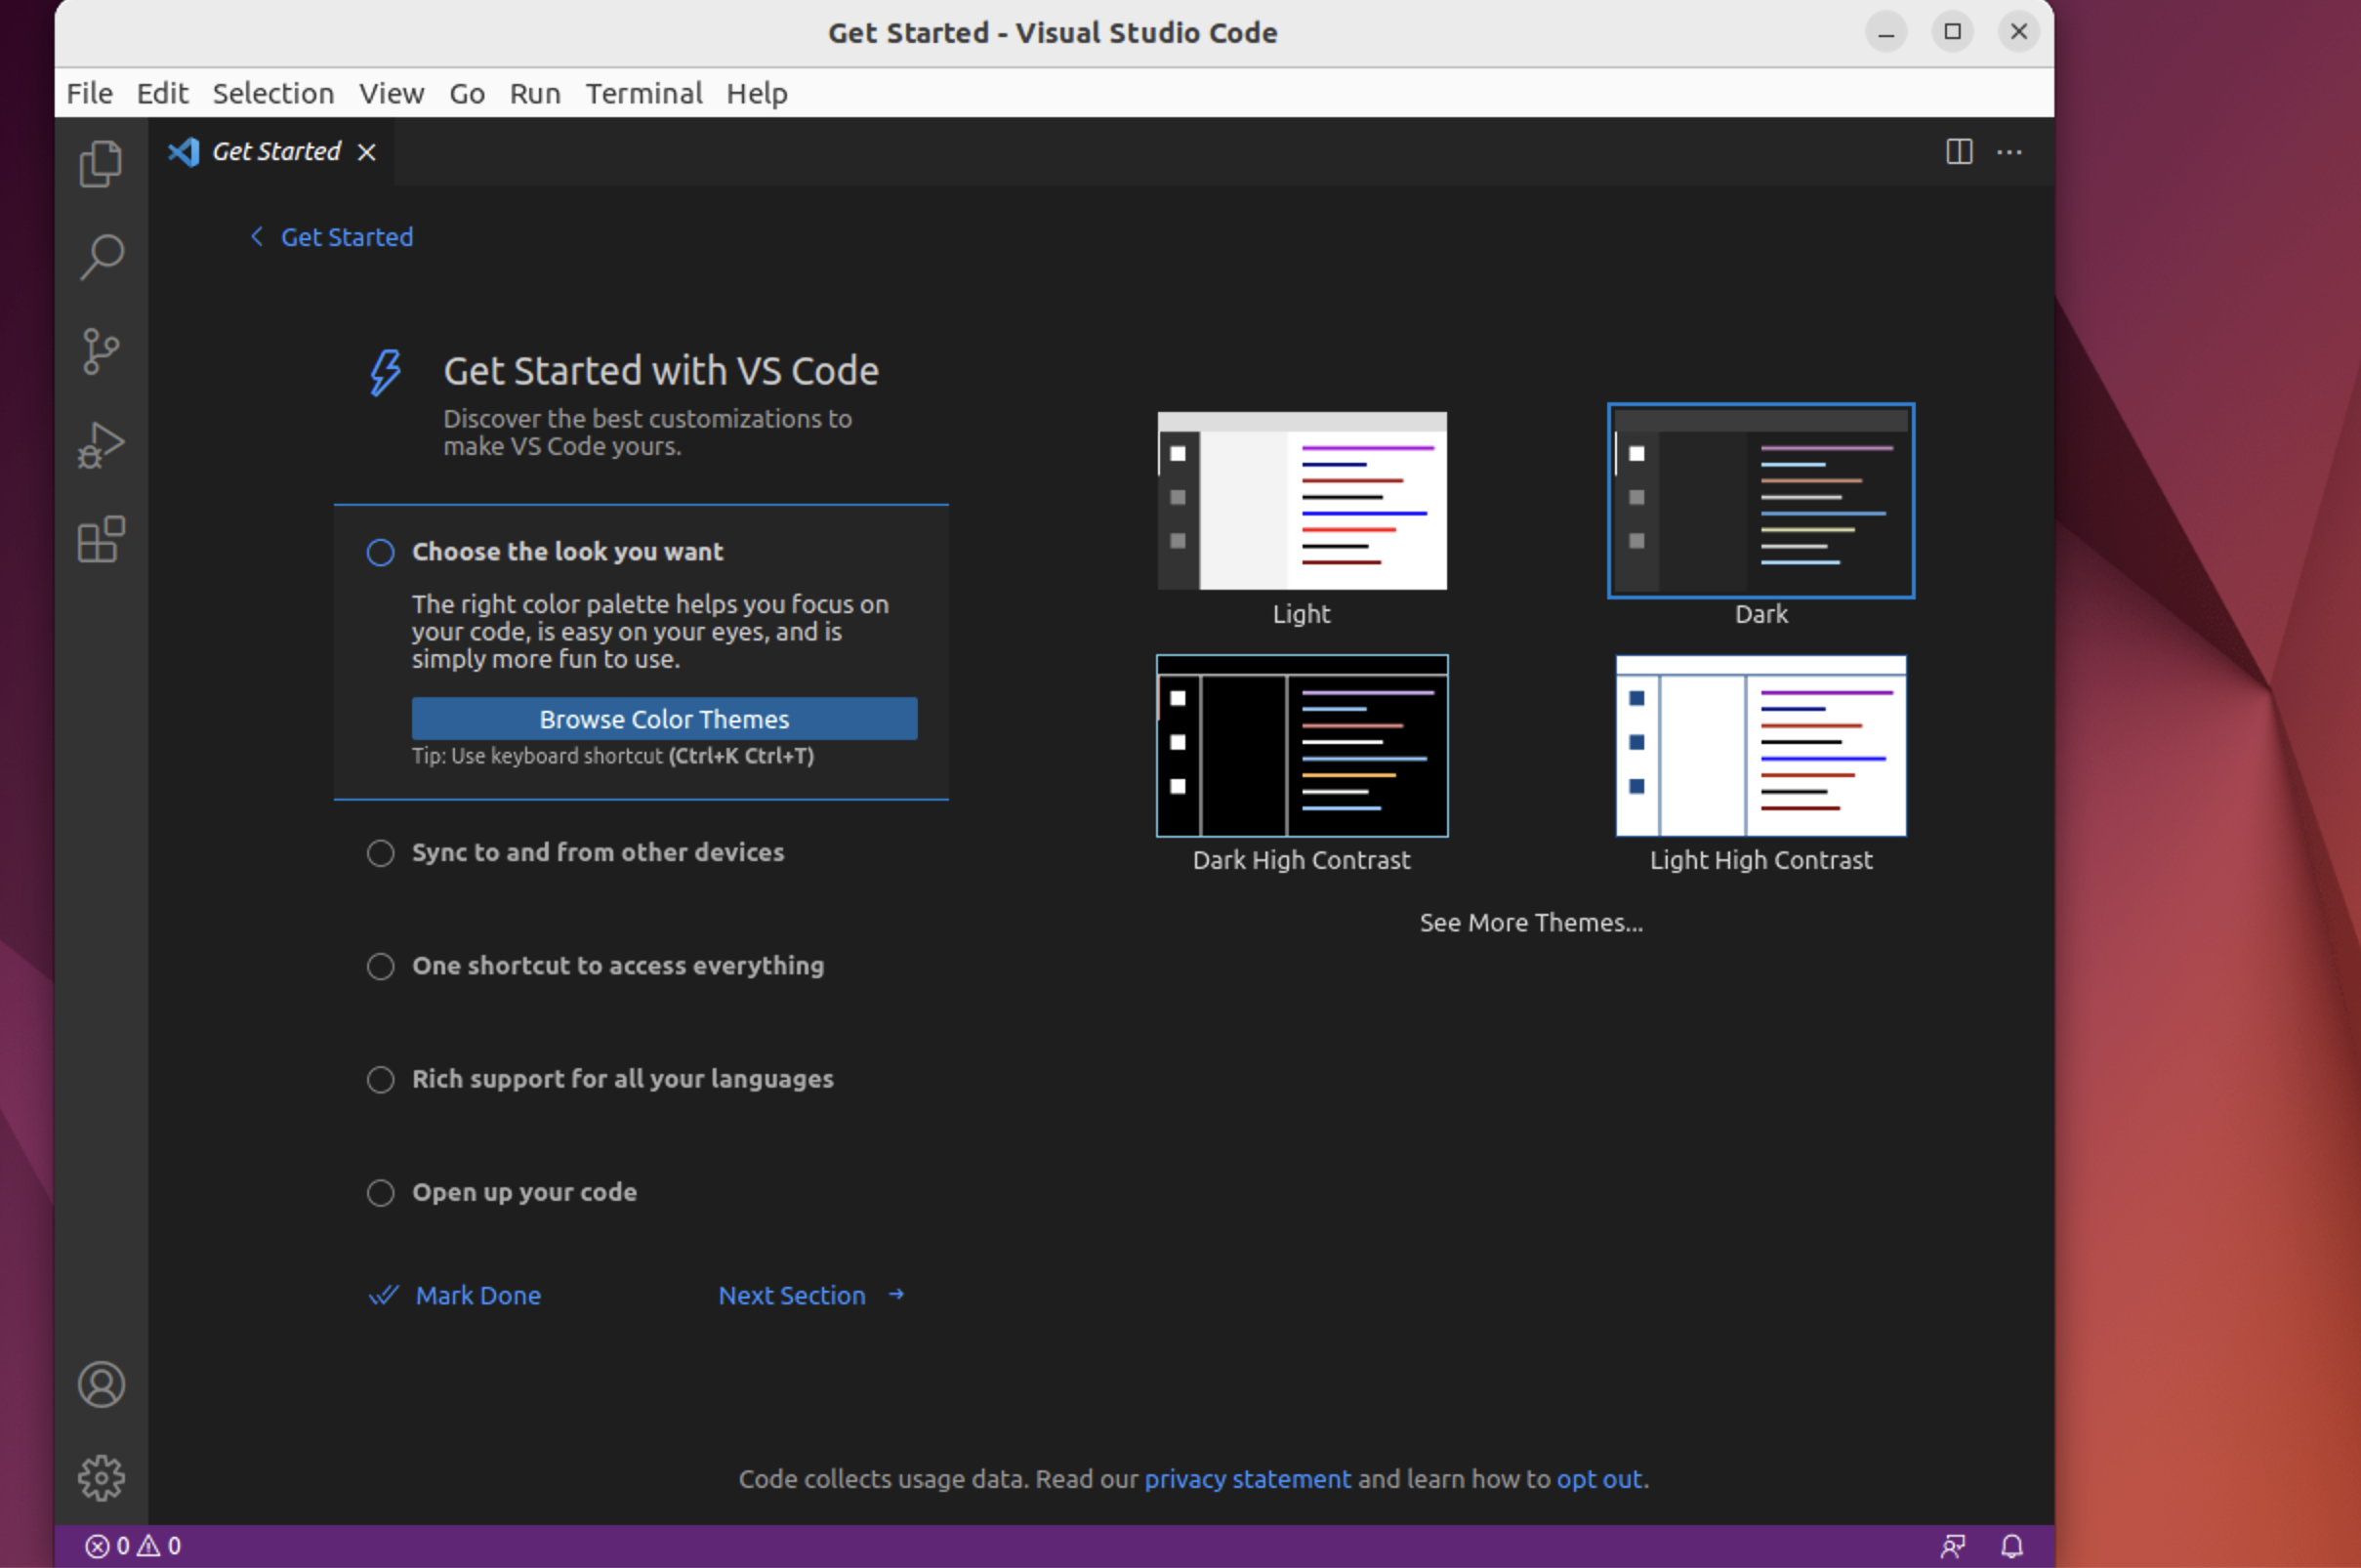 Get Started - Visual Studio Code
File Edit Selection View Go Run Terminal Help
Get Started
Get Started
Get Started with VS Code
Discover the best customizations to
make VS Code yours.
Choose the look you want
The right color palette helps you focus on
your code, is easy on your eyes, and is
simply more fun to use.
Browse Color Themes
Tip: Use keyboard shortcut (Ctrl+K Ctrl+T)
Sync to and from other devices
One shortcut to access everything
Rich support for all your languages
Open up your code
Mark Done
Next Section →
Light
Dark
Dark High Contrast
Light High Contrast
See More Themes...
Code collects usage data. Read our privacy statement and learn how to opt out.
0 0